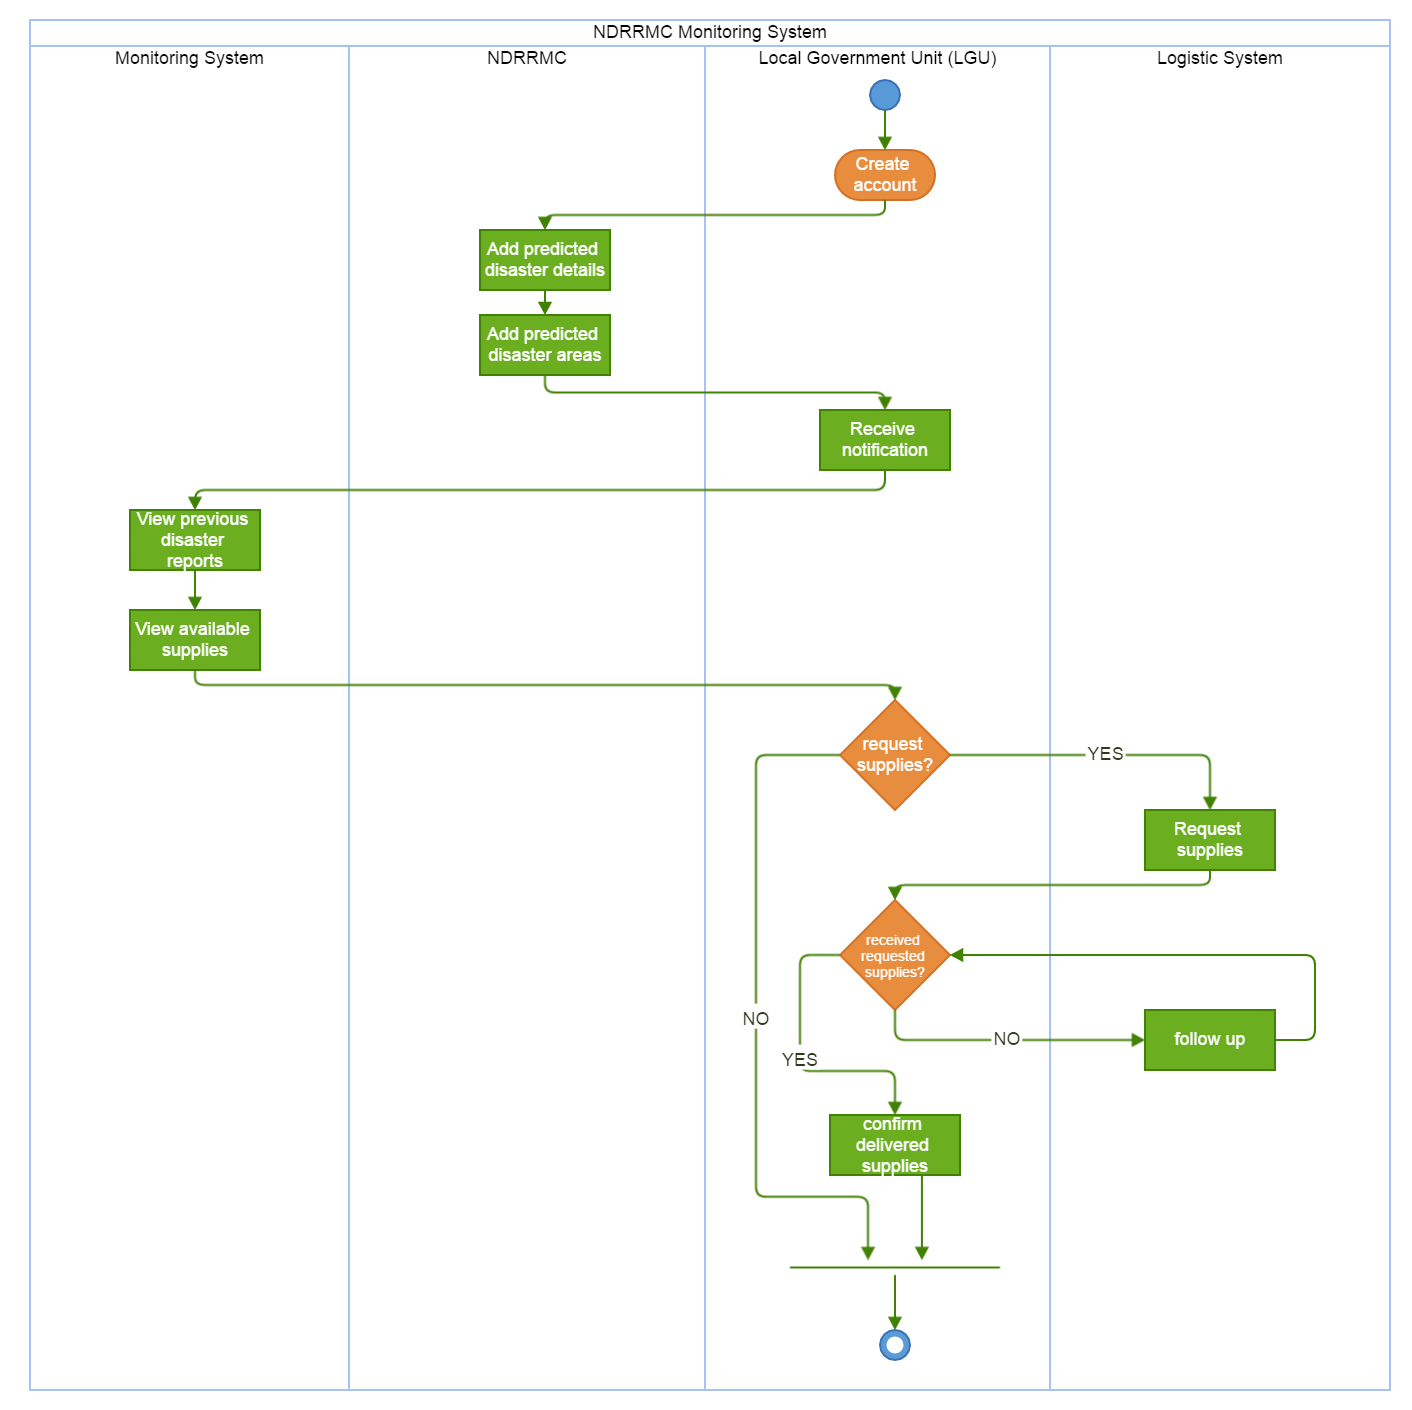 NDRRMC Monitoring System
Monitoring System
NDRRMC
Local Government Unit (LGU)
Logistic System
Create
account
Add predicted
disaster details
Add predicted
disaster areas
Receive
notification
View previous
disaster
reports
View available
supplies
request
supplies?
YES
Request
supplies
received
requested
supplies?
NO
NO
follow up
YES
confirm
delivered
supplies